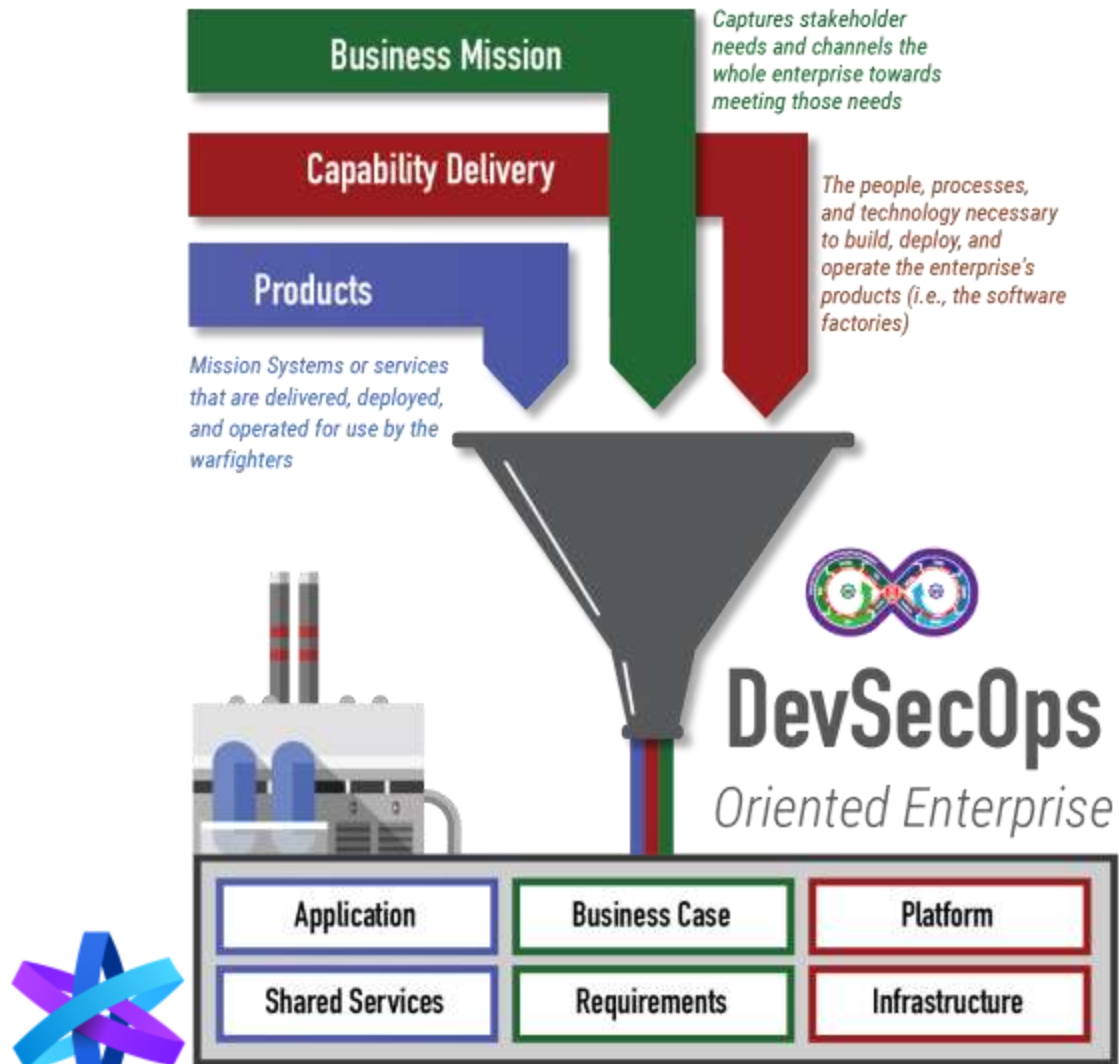 Business Mission
Captures stakeholder
needs and channels the
whole enterprise towards
meeting those needs
Capability Delivery
The people, processes,
and technology necessary
to build, deploy, and
operate the enterprise's
products (i.e., the software
factories)
Products
Mission Systems or services
that are delivered, deployed,
and operated for use by the
warfighters
DevSecOps
Oriented Enterprise
Application
Business Case
Platform
Shared Services
Requirements
Infrastructure